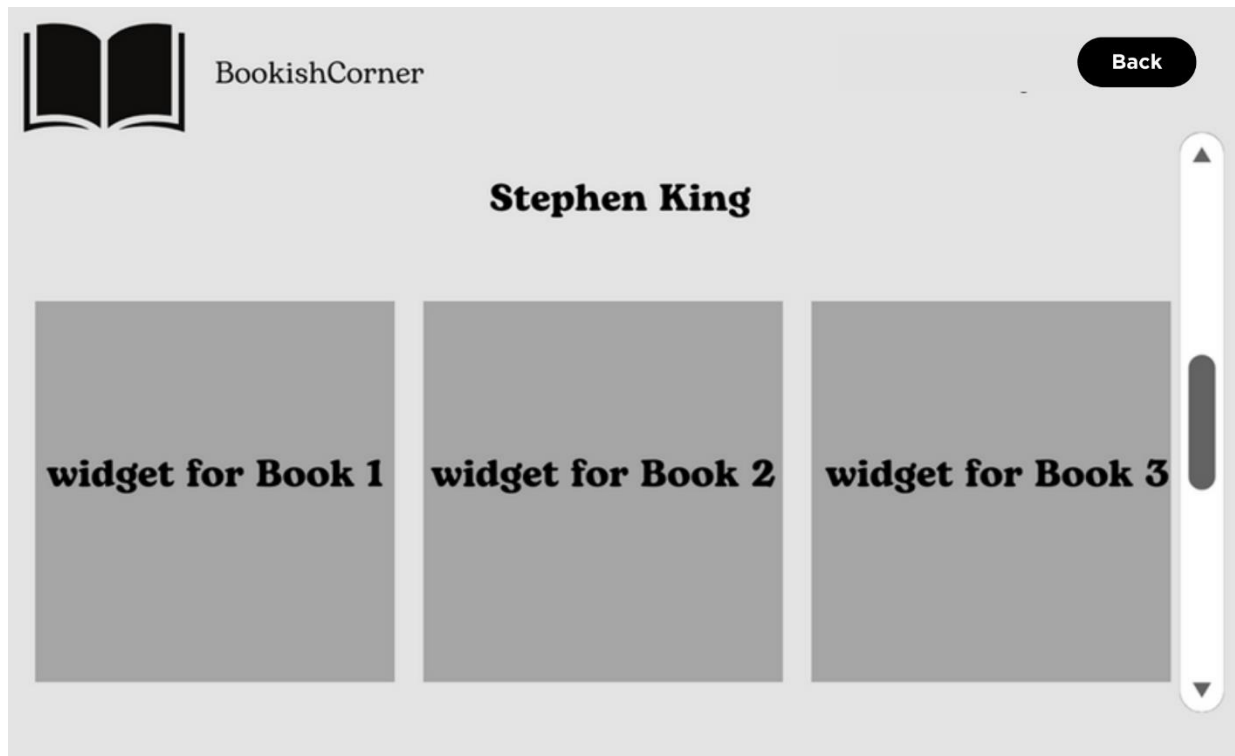 BookishCorner
Back
Stephen King
widget for Book 1
widget for Book 2
widget for Book 3